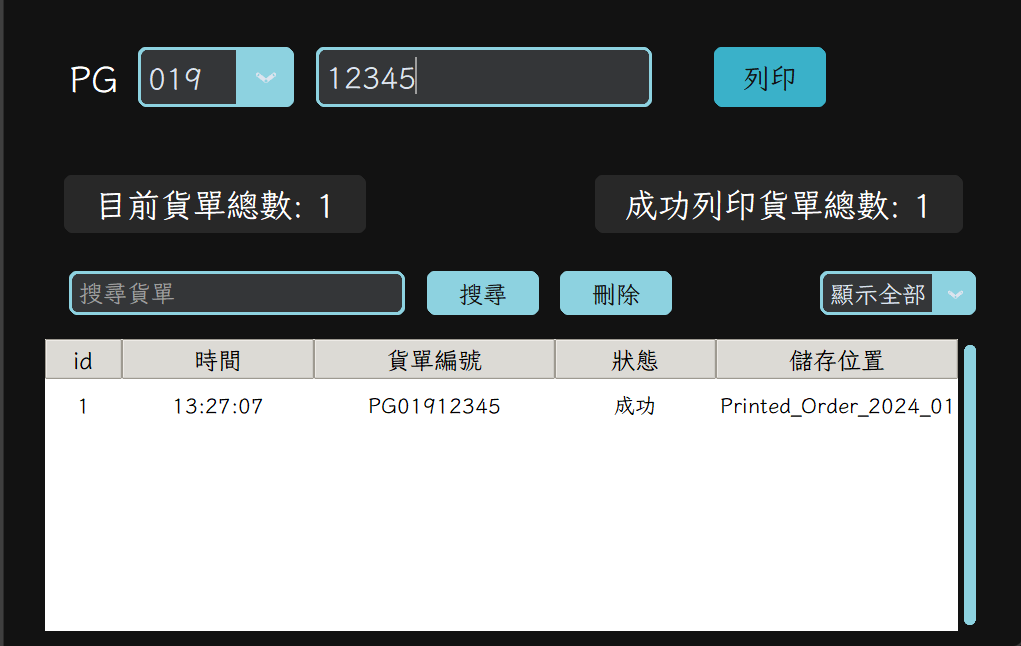 PG 019 12345 列印
目前貨單總數: 1 成功列印貨單總數: 1
搜尋貨單 搜尋 刪除 顯示全部
id 時間 貨單編號 狀態 儲存位置
1 13:27:07 PG01912345 成功 Printed_Order_2024_01